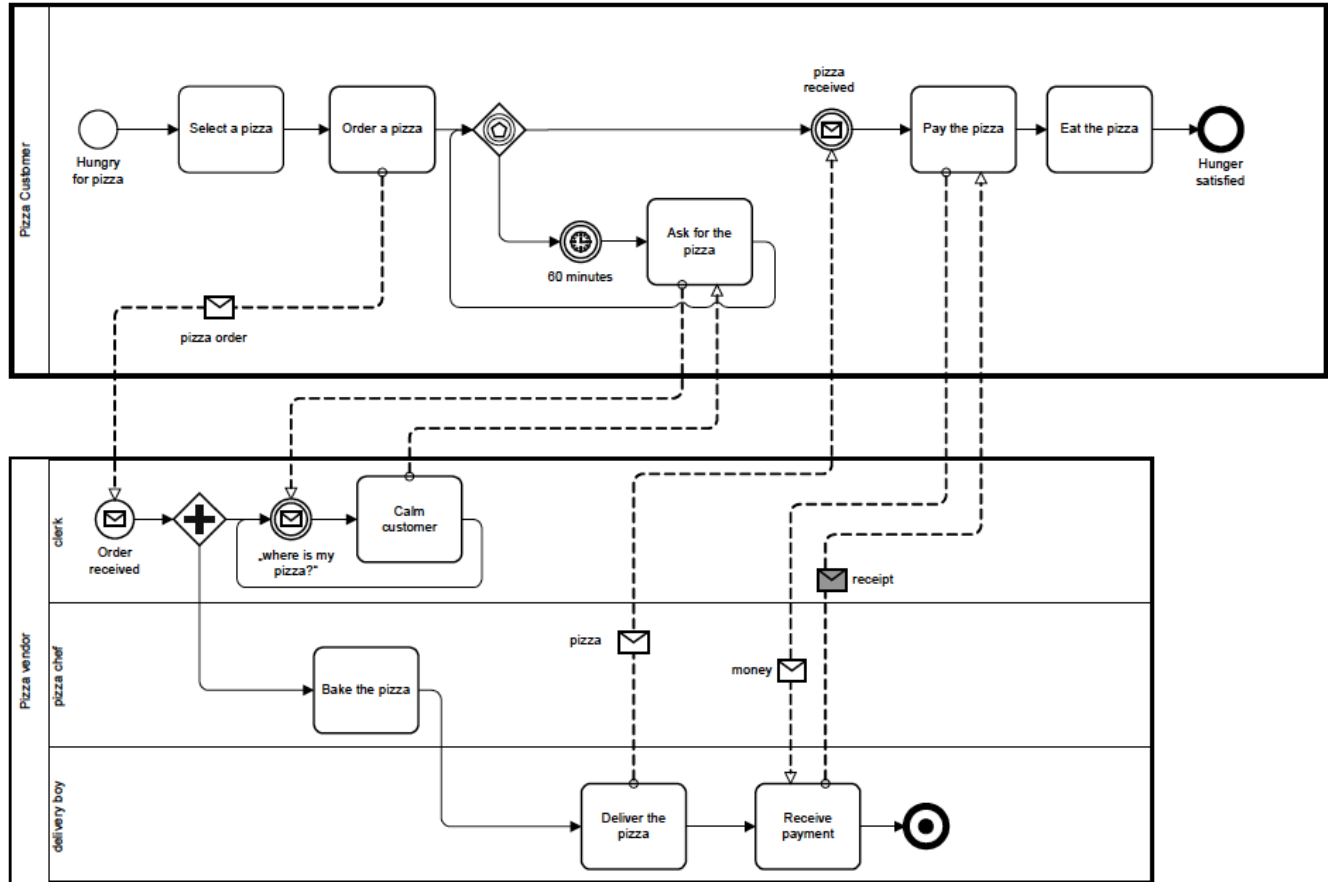 Pizza Customer
pizza
received
Select a pizza
Order a pizza
Pay the pizza
Eat the pizza
Hungry
for pizza
Hunger
satisfied
Ask for the
pizza
60 minutes
pizza order
Pizza vendor
clerk
Calm
customer
Order
received
„where is my
pizza?“
receipt
pizza chef
pizza
money
Bake the pizza
delivery boy
Deliver the
pizza
Receive
payment